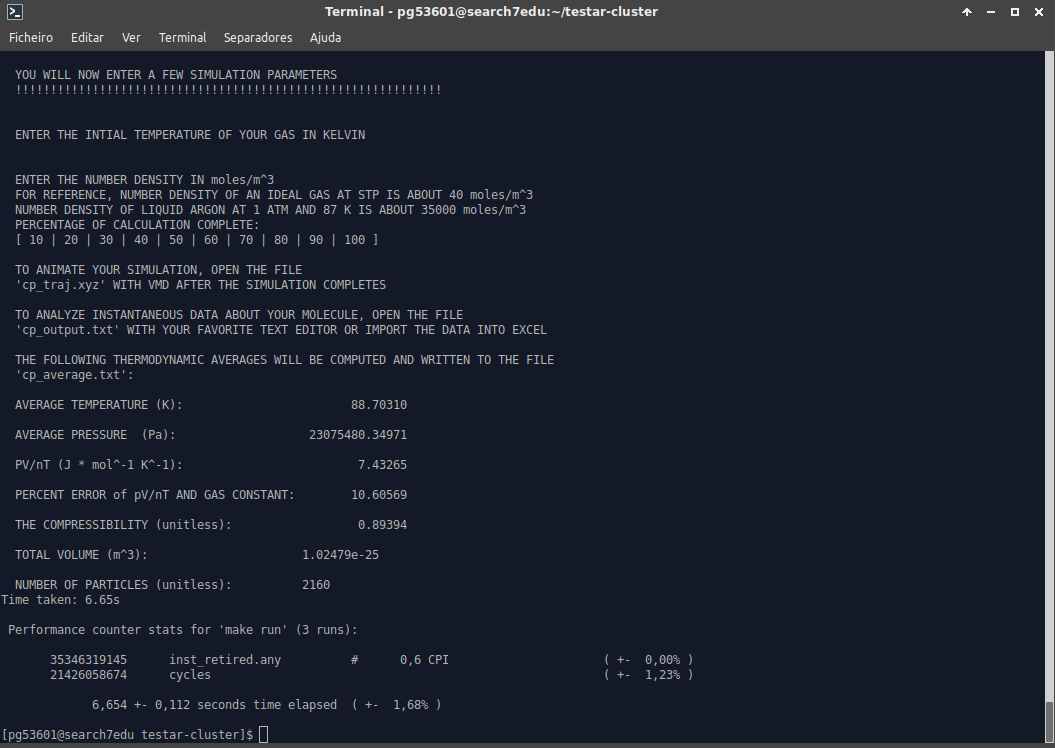 Terminal - pg53601@search7edu:~/testar-cluster
Ficheiro Editar Ver Terminal Separadores Ajuda
YOU WILL NOW ENTER A FEW SIMULATION PARAMETERS
!!!!!!!!!!!!!!!!!!!!!!!!!!!!!!!!!!!!!!!!!!!!!!!!!!!!!!!!!!!!!
ENTER THE INTIAL TEMPERATURE OF YOUR GAS IN KELVIN
ENTER THE NUMBER DENSITY IN moles/m^3
FOR REFERENCE, NUMBER DENSITY OF AN IDEAL GAS AT STP IS ABOUT 40 moles/m^3
NUMBER DENSITY OF LIQUID ARGON AT 1 ATM AND 87 K IS ABOUT 35000 moles/m^3
PERCENTAGE OF CALCULATION COMPLETE:
[ 10 | 20 | 30 | 40 | 50 | 60 | 70 | 80 | 90 | 100 ]
TO ANIMATE YOUR SIMULATION, OPEN THE FILE
'cp_traj.xyz' WITH VMD AFTER THE SIMULATION COMPLETES
TO ANALYZE INSTANTANEOUS DATA ABOUT YOUR MOLECULE, OPEN THE FILE
'cp_output.txt' WITH YOUR FAVORITE TEXT EDITOR OR IMPORT THE DATA INTO EXCEL
THE FOLLOWING THERMODYNAMIC AVERAGES WILL BE COMPUTED AND WRITTEN TO THE FILE
'cp_average.txt':
AVERAGE TEMPERATURE (K): 88.70310
AVERAGE PRESSURE (Pa): 23075480.34971
PV/nT (J * mol^-1 K^-1): 7.43265
PERCENT ERROR of pV/nT AND GAS CONSTANT: 10.60569
THE COMPRESSIBILITY (unitless): 0.89394
TOTAL VOLUME (m^3): 1.02479e-25
NUMBER OF PARTICLES (unitless): 2160
Time taken: 6.65s
Performance counter stats for 'make run' (3 runs):
35346319145 inst_retired.any # 0,6 CPI ( +- 0,00% )
21426058674 cycles ( +- 1,23% )
6,654 +- 0,112 seconds time elapsed ( +- 1,68% )
[pg53601@search7edu testar-cluster]$